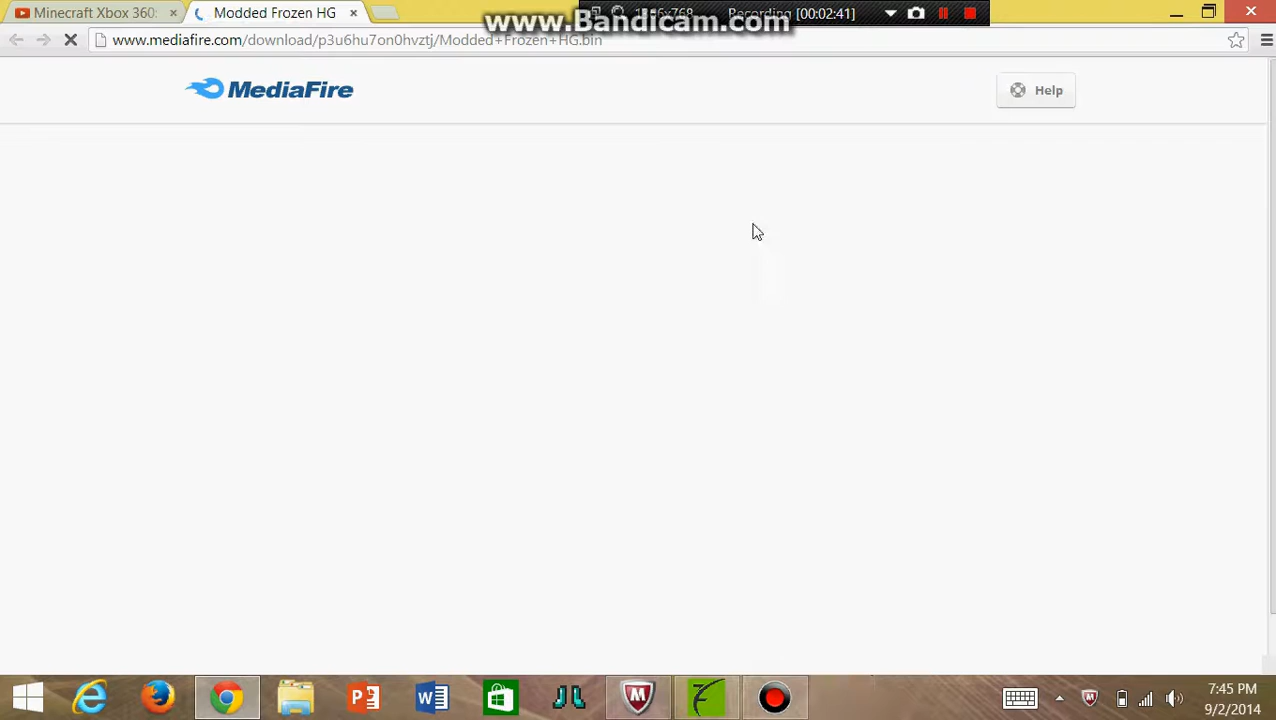 Minecraft Xbox 360:
Modded Frozen HG
www.Bandicam.com
Recording [00:02:41]
www.mediafire.com/download/p3u6hu7on0hvztj/Modded+Frozen+HG.bin
MediaFire
Help
7:45 PM
9/2/2014